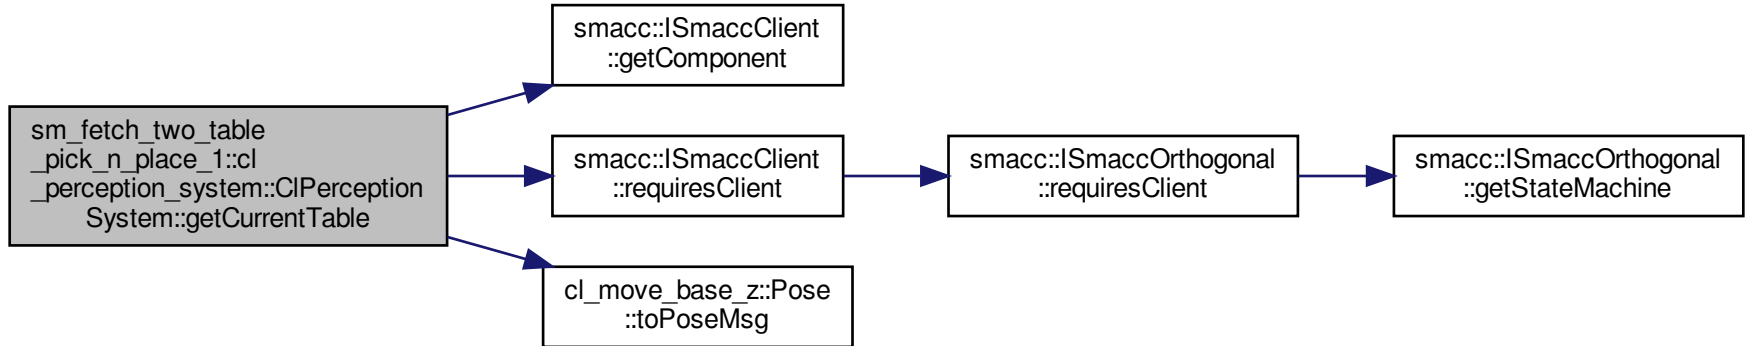 smacc::ISmaccClient
::getComponent
sm_fetch_two_table
_pick_n_place_1::cl
_perception_system::ClPerception
System::getCurrentTable
smacc::ISmaccClient
::requiresClient
smacc::ISmaccOrthogonal
::requiresClient
smacc::ISmaccOrthogonal
::getStateMachine
cl_move_base_z::Pose
::toPoseMsg